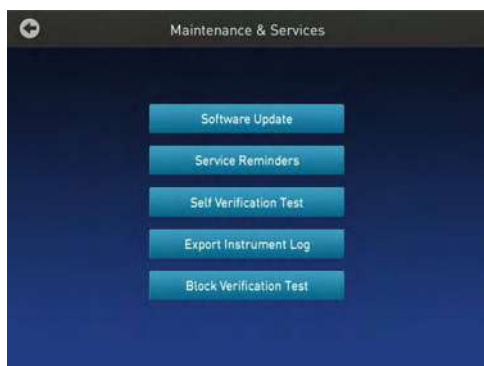 Maintenance & Services
Software Update
Service Reminders
Self Verification Test
Export Instrument Log
Block Verification Test